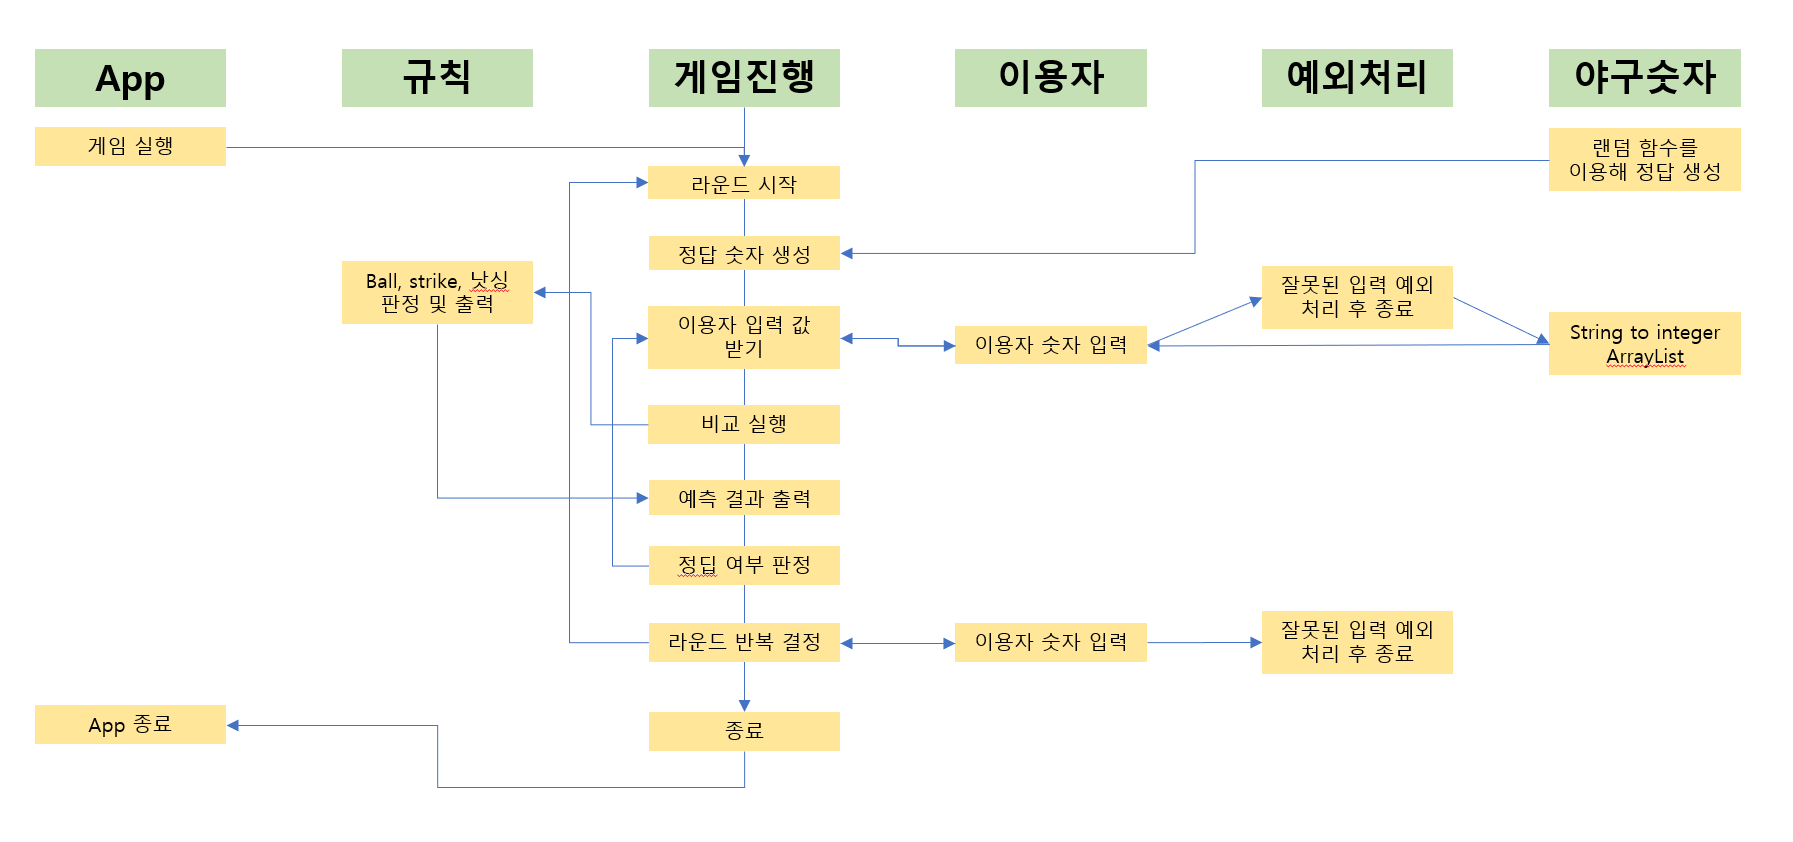 App
규칙
게임진행
이용자
예외처리
야구숫자
게임 실행
랜덤 함수를
이용해 정답 생성
라운드 시작
정답 숫자 생성
Ball, strike, 낫싱
판정 및 출력
잘못된 입력 예외
처리 후 종료
이용자 입력 값
받기
이용자 숫자 입력
String to integer
ArrayList
비교 실행
예측 결과 출력
정딥 여부 판정
라운드 반복 결정
이용자 숫자 입력
잘못된 입력 예외
처리 후 종료
App 종료
종료